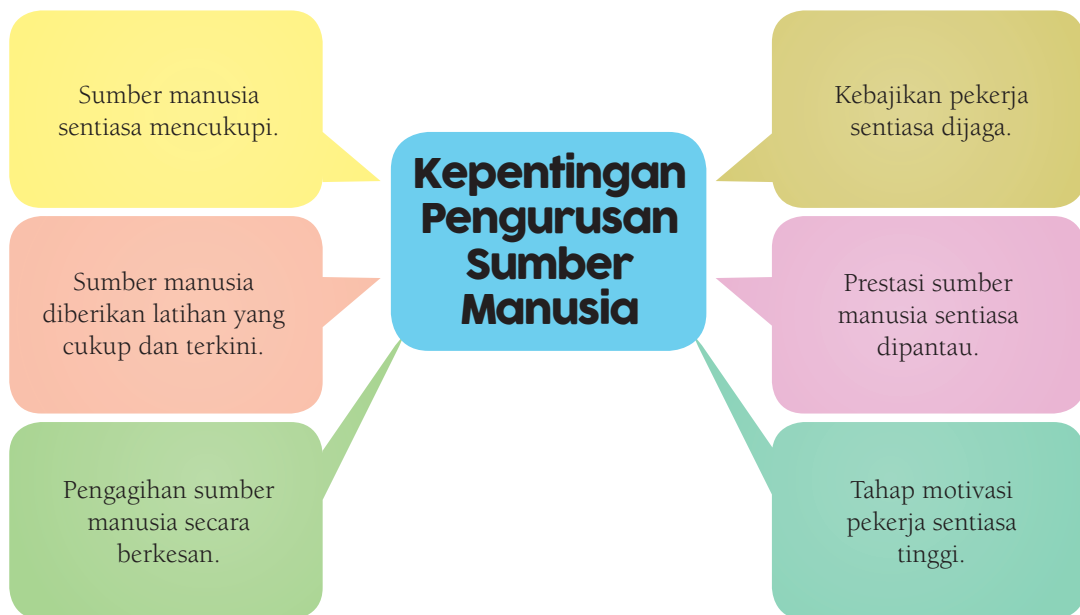 Kepentingan
Pengurusan
Sumber
Manusia
Sumber manusia
sentiasa mencukupi.
Sumber manusia
diberikan latihan yang
cukup dan terkini.
Pengagihan sumber
manusia secara
berkesan.
Kebajikan pekerja
sentiasa dijaga.
Prestasi sumber
manusia sentiasa
dipantau.
Tahap motivasi
pekerja sentiasa
tinggi.